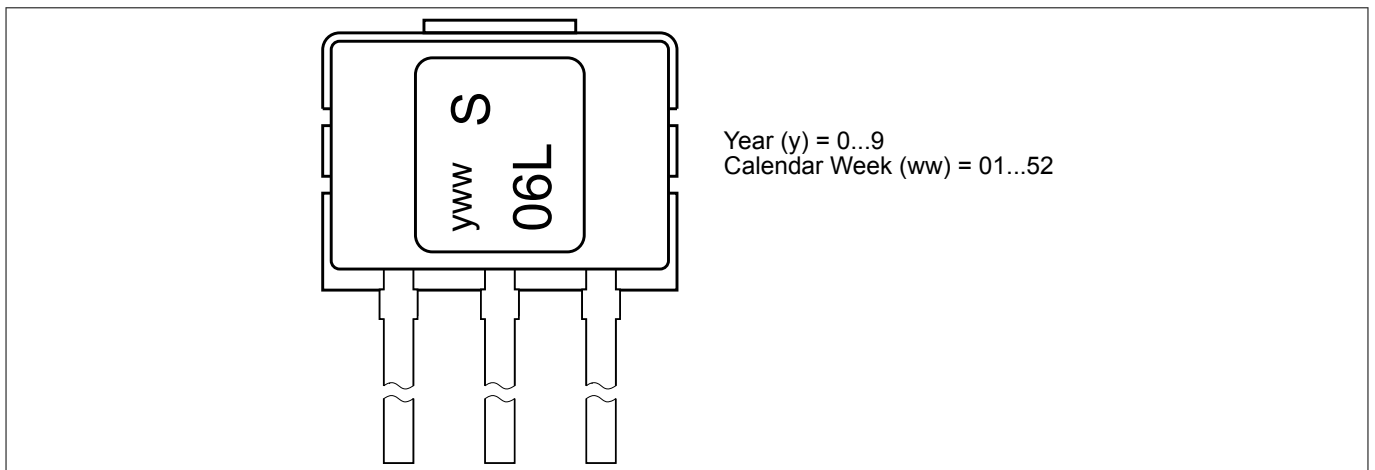 yww S
06L
Year (y) = 0...9
Calendar Week (ww) = 01...52